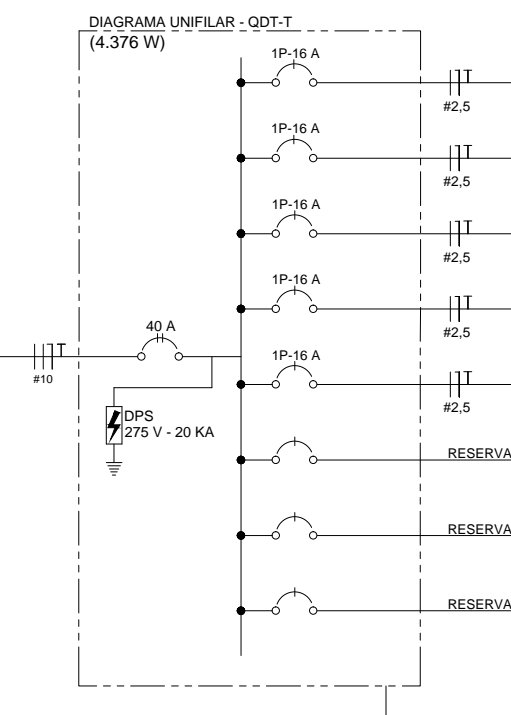 DIAGRAMA UNIFILAR - QDT-T
(4.376 W)
1P-16 A
T
#2,5
1P-16 A
T
#2,5
1P-16 A
T
#2,5
1P-16 A
T
#2,5
40 A
T
#10
1P-16 A
T
#2,5
DPS
275 V - 20 KA
RESERVA
RESERVA
RESERVA